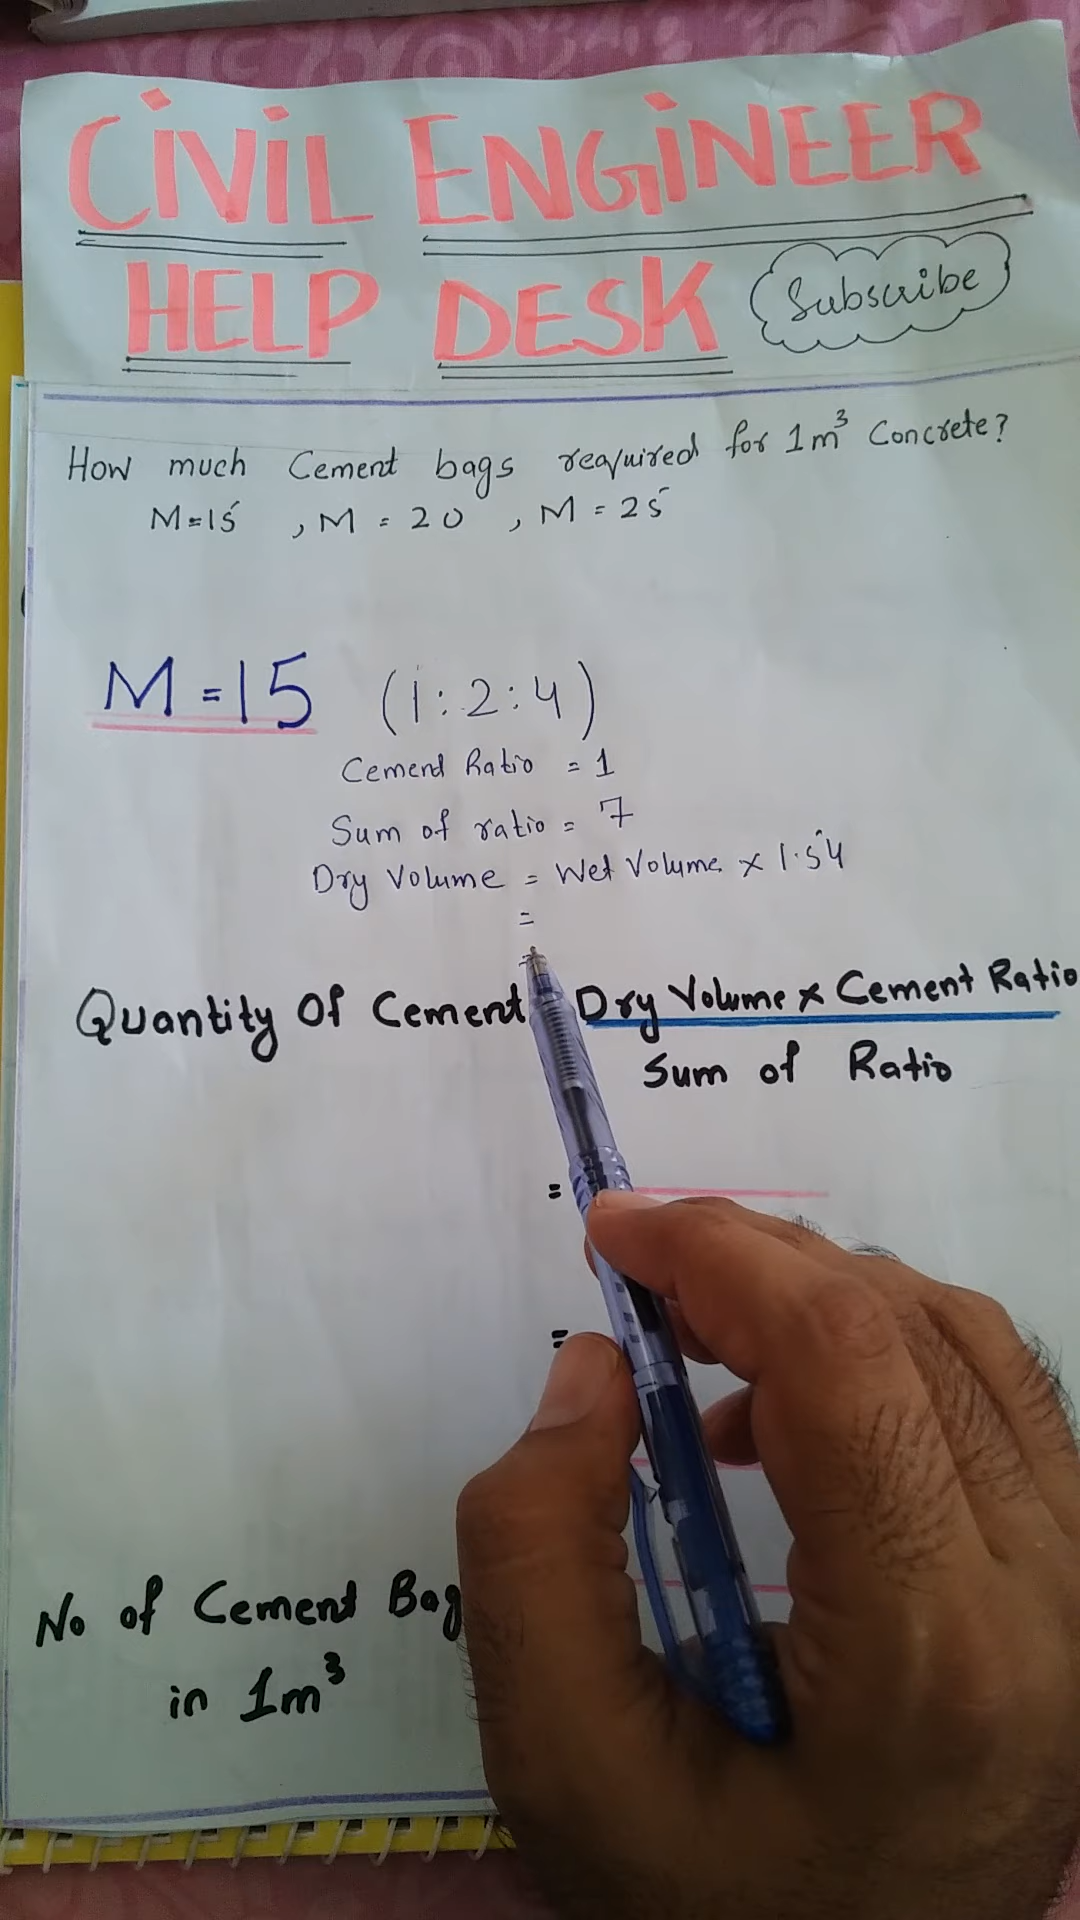 CIVIL ENGINEER
HELP DESK
Subscribe
How much Cement bags required for 1m³ Concrete?
M=15 , M = 20 , M = 25
M=15 (1:2:4)
Cement Ratio = 1
Sum of ratio = 7
Dry Volume = Wet Volume x 1.54
=
=
Quantity Of Cement Dry Volume x Cement Ratio
Sum of Ratio
=
=
No of Cement Bag
in 1m³